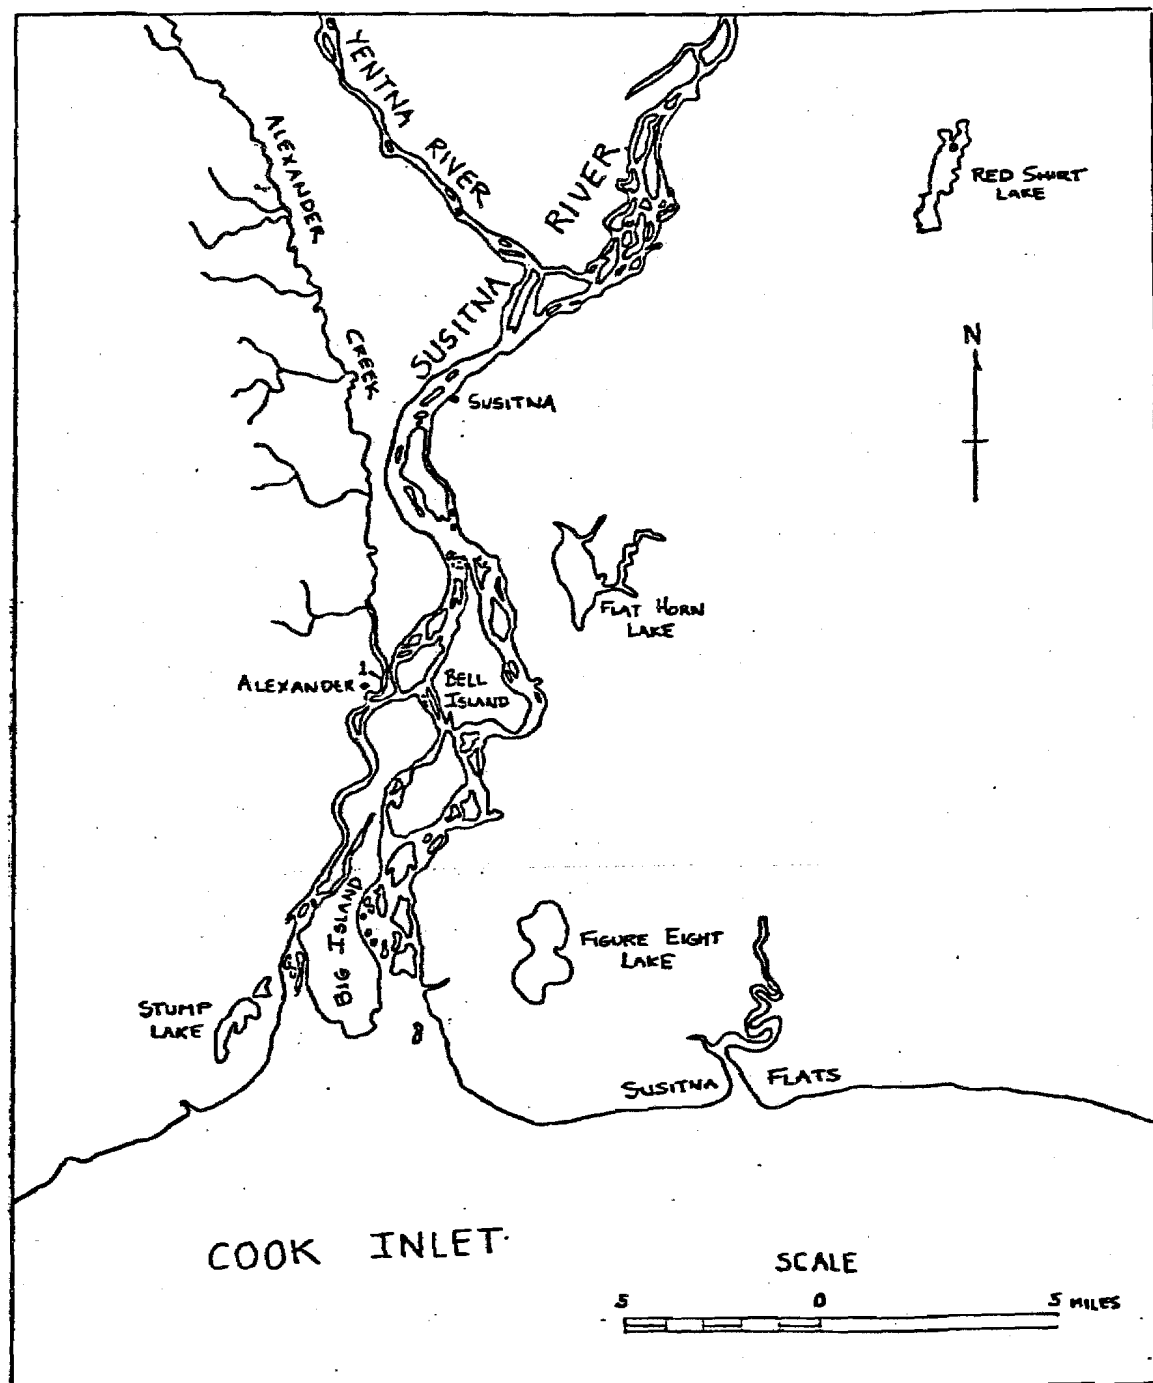 YENTNA RIVER
ALEXANDER
CREEK
SUSITNA
RIVER
RED SHIRT
LAKE
N
SUSITNA
FLAT HORN
LAKE
1
ALEXANDER
BELL
ISLAND
BIG ISLAND
FIGURE EIGHT
LAKE
STUMP
LAKE
SUSITNA FLATS
COOK INLET
SCALE
5 0 5 MILES